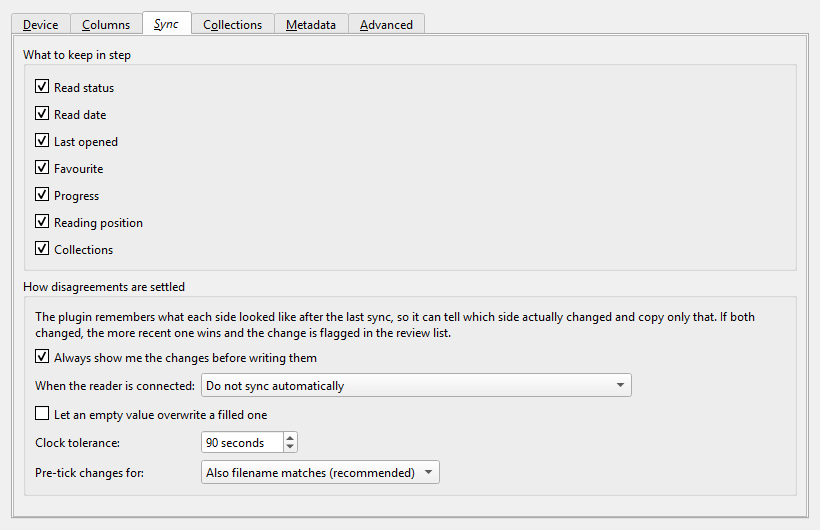 Device Columns Sync Collections Metadata Advanced
What to keep in step
Read status
Read date
Last opened
Favourite
Progress
Reading position
Collections
How disagreements are settled
The plugin remembers what each side looked like after the last sync, so it can tell which side actually changed and copy only that. If both
changed, the more recent one wins and the change is flagged in the review list.
Always show me the changes before writing them
When the reader is connected: Do not sync automatically
Let an empty value overwrite a filled one
Clock tolerance: 90 seconds
Pre-tick changes for: Also filename matches (recommended)